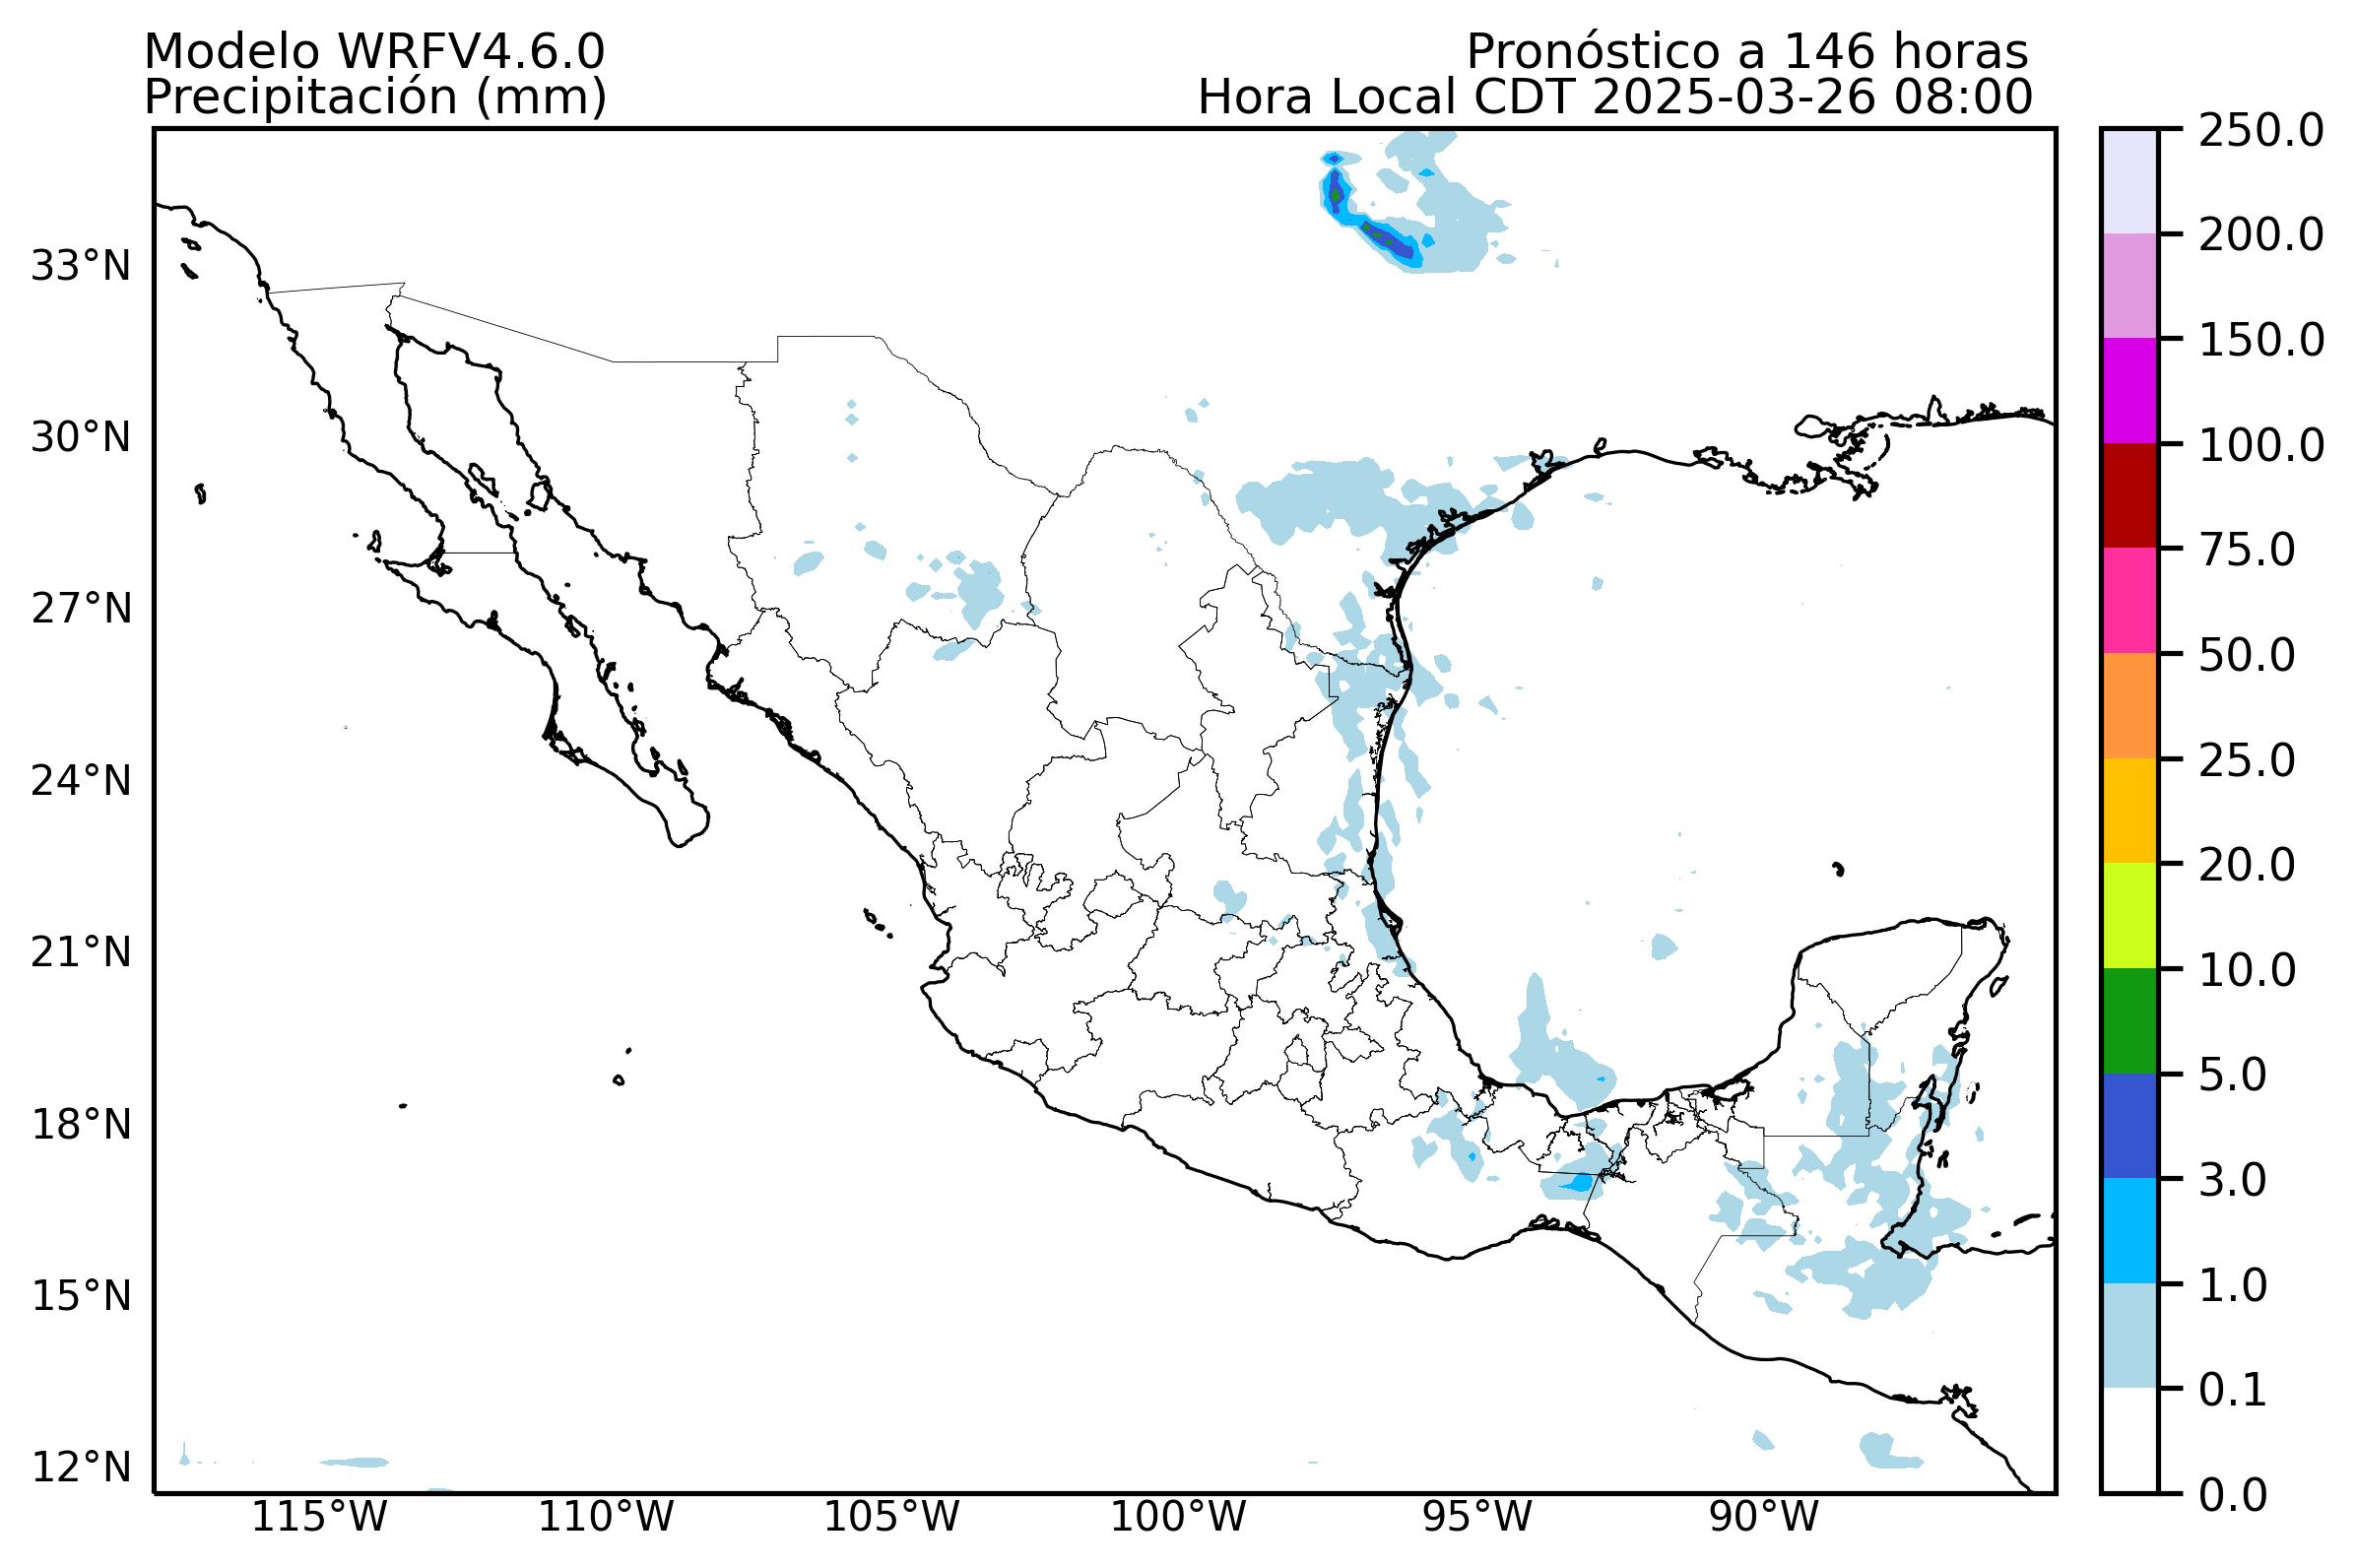 Modelo WRFV4.6.0
Pronóstico a 146 horas
Precipitación (mm)
Hora Local CDT 2025-03-26 08:00
33°N
30°N
27°N
24°N
21°N
18°N
15°N
12°N
115°W
110°W
105°W
100°W
95°W
90°W
250.0
200.0
150.0
100.0
75.0
50.0
25.0
20.0
10.0
5.0
3.0
1.0
0.1
0.0